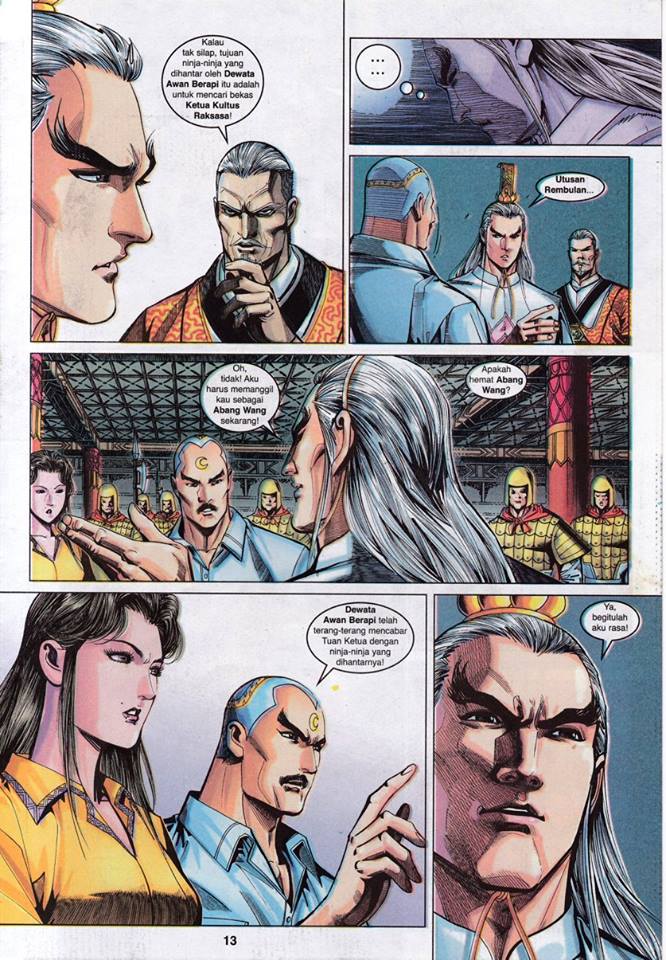 Kalau
tak silap, tujuan
ninja-ninja yang
dihantar oleh Dewata
Awan Berapi itu adalah
untuk mencari bekas
Ketua Kultus
Raksasa!
...
...
Utusan
Rembulan...
Oh,
tidak! Aku
harus memanggil
kau sebagai
Abang Wang
sekarang!
Apakah
hemat Abang
Wang?
Dewata
Awan Berapi telah
terang-terang mencabar
Tuan Ketua dengan
ninja-ninja yang
dihantarnya!
Ya,
begitulah
aku rasa!
13